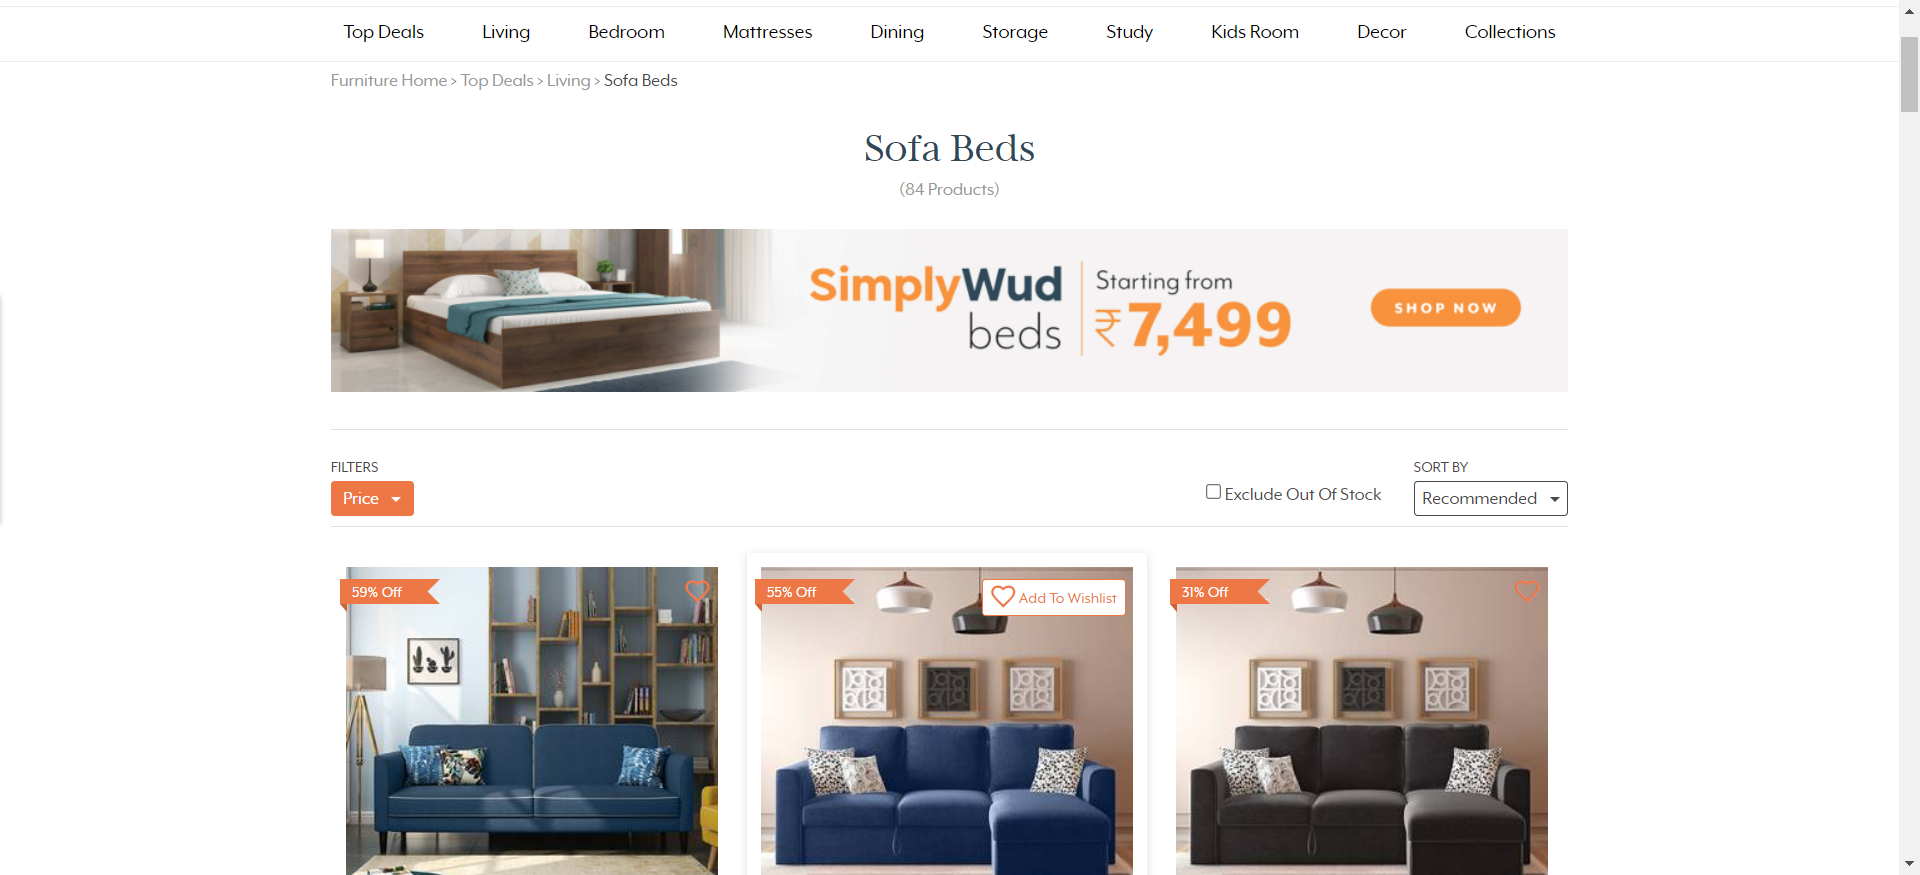 Top Deals Living Bedroom Mattresses Dining Storage Study Kids Room Decor Collections
Furniture Home > Top Deals > Living > Sofa Beds
Sofa Beds
(84 Products)
SimplyWud
beds
Starting from
₹7,499
SHOP NOW
FILTERS
Price
Exclude Out Of Stock
SORT BY
Recommended
59% Off
55% Off
Add To Wishlist
31% Off